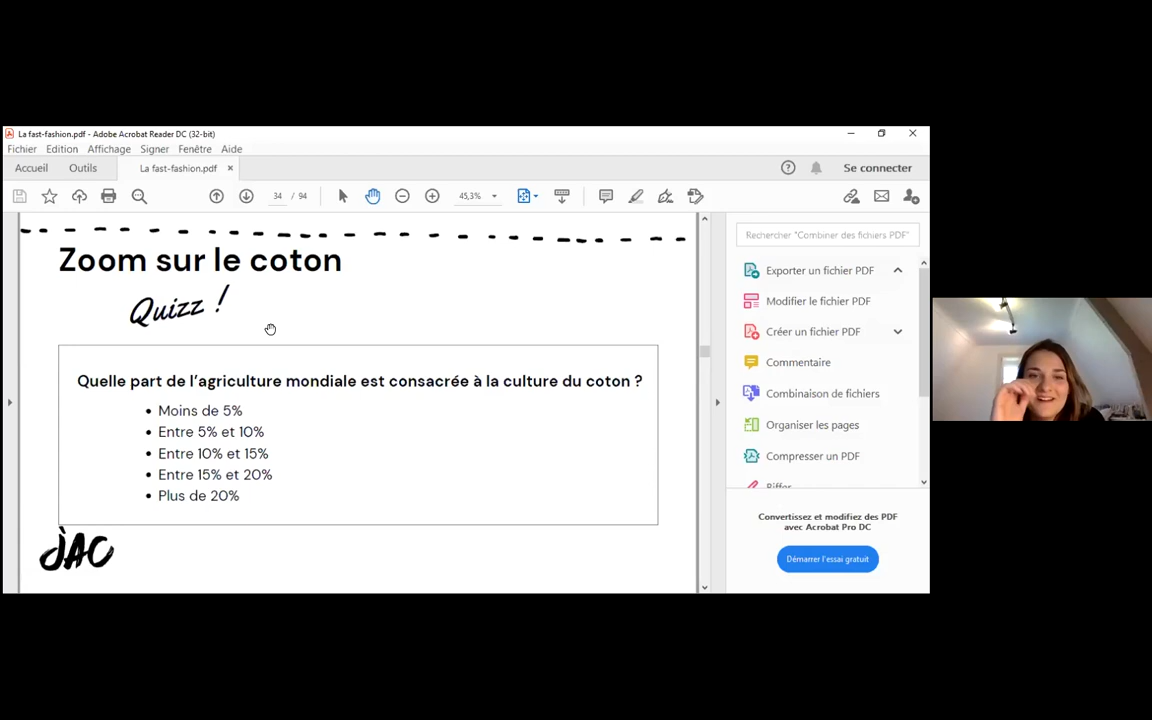 La fast-fashion.pdf - Adobe Acrobat Reader DC (32-bit)
Fichier Edition Affichage Signer Fenêtre Aide
Accueil Outils La fast-fashion.pdf × Se connecter
34 / 94 45,3%
Zoom sur le coton
Quizz !
Quelle part de l'agriculture mondiale est consacrée à la culture du coton ?
• Moins de 5%
• Entre 5% et 10%
• Entre 10% et 15%
• Entre 15% et 20%
• Plus de 20%
JAC
Rechercher "Combiner des fichiers PDF"
Exporter un fichier PDF
Modifier le fichier PDF
Créer un fichier PDF
Commentaire
Combinaison de fichiers
Organiser les pages
Compresser un PDF
Convertissez et modifiez des PDF
avec Acrobat Pro DC
Démarrer l'essai gratuit